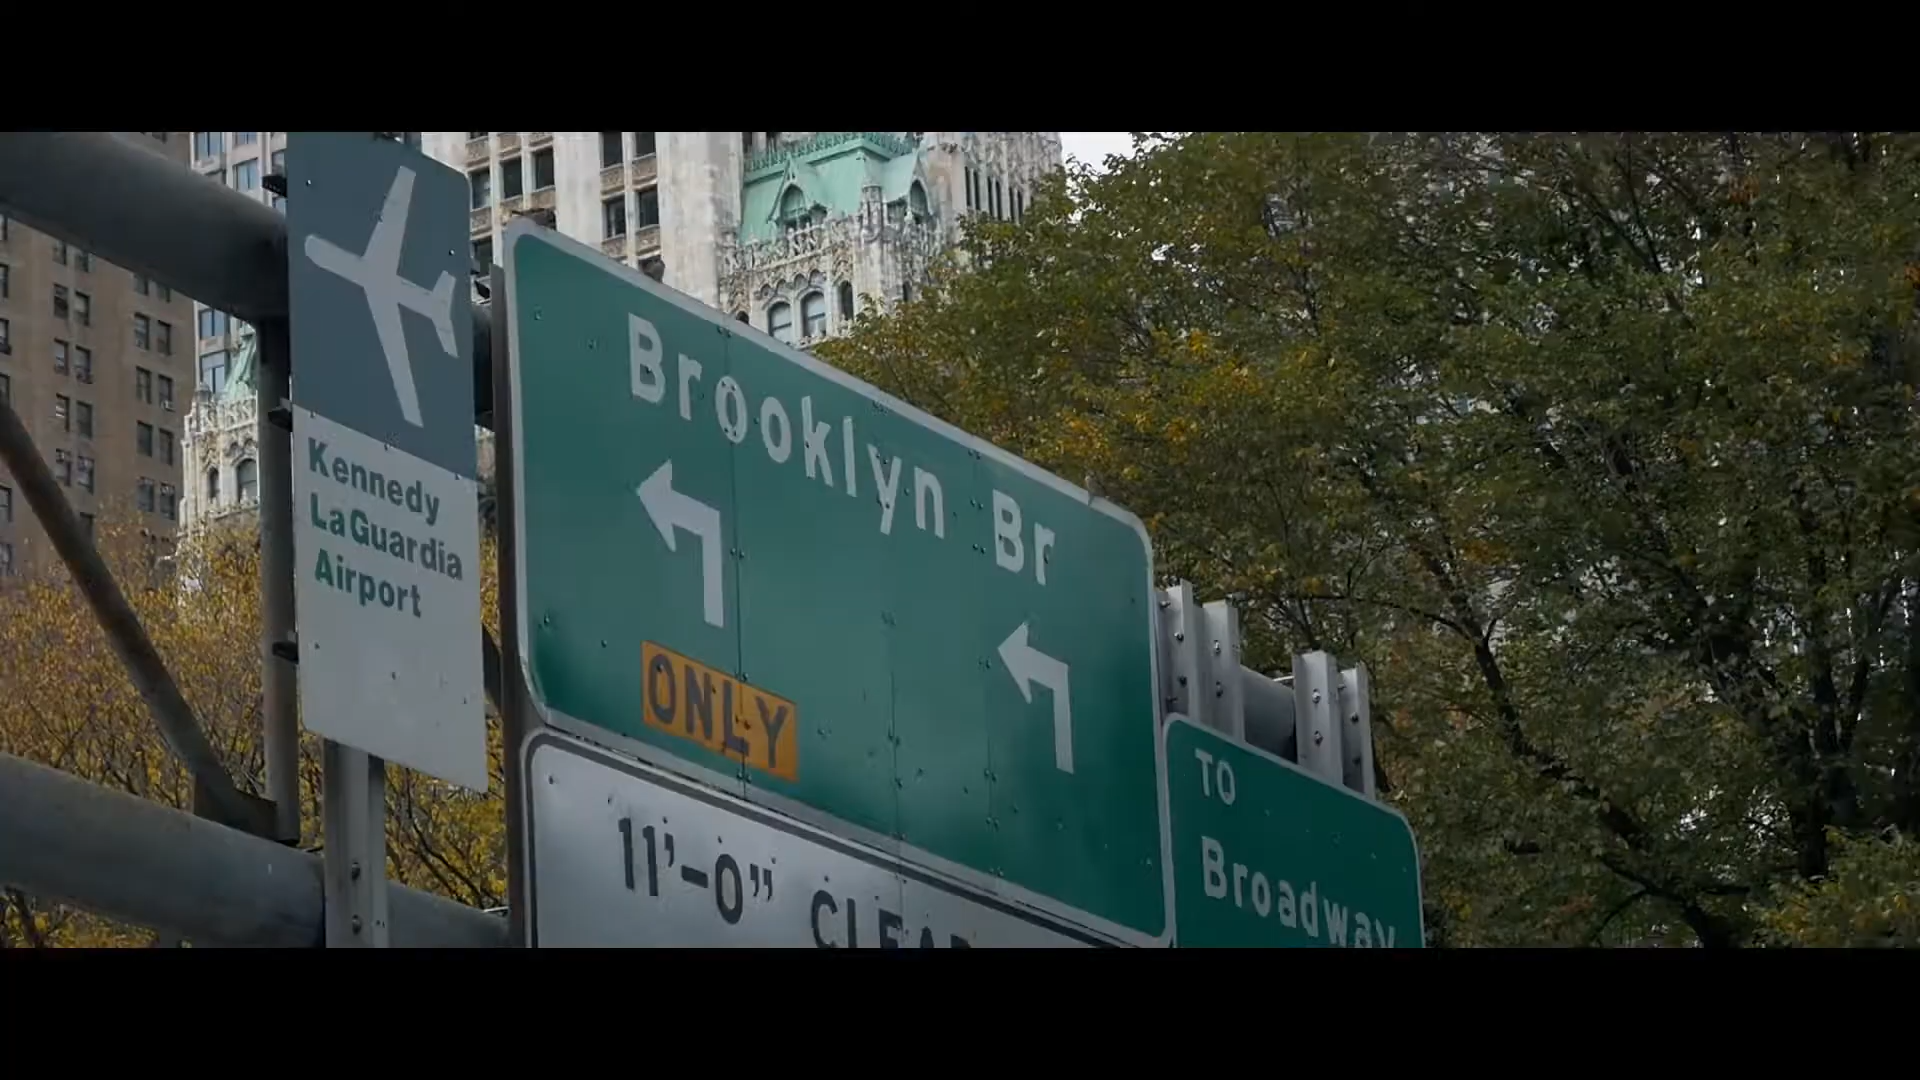 Kennedy
LaGuardia
Airport
Brooklyn Br
ONLY
11'-0"
TO
Broadway